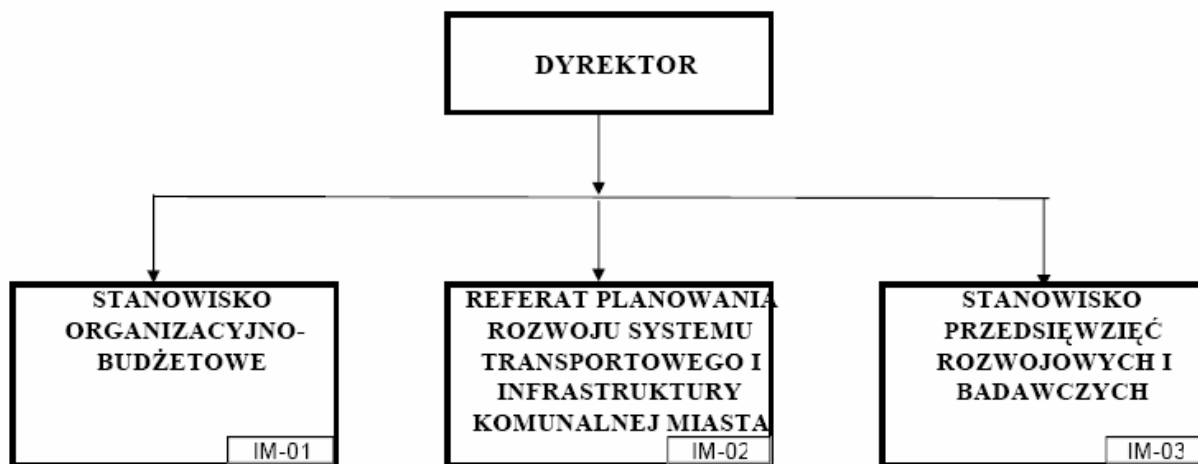 DYREKTOR
STANOWISKO
ORGANIZACYJNO-
BUDŻETOWE
IM-01
REFERAT PLANOWANIA
ROZWOJU SYSTEMU
TRANSPORTOWEGO I
INFRASTRUKTURY
KOMUNALNEJ MIASTA
IM-02
STANOWISKO
PRZEDSIĘWZIĘĆ
ROZWOJOWYCH I
BADAWCZYCH
IM-03